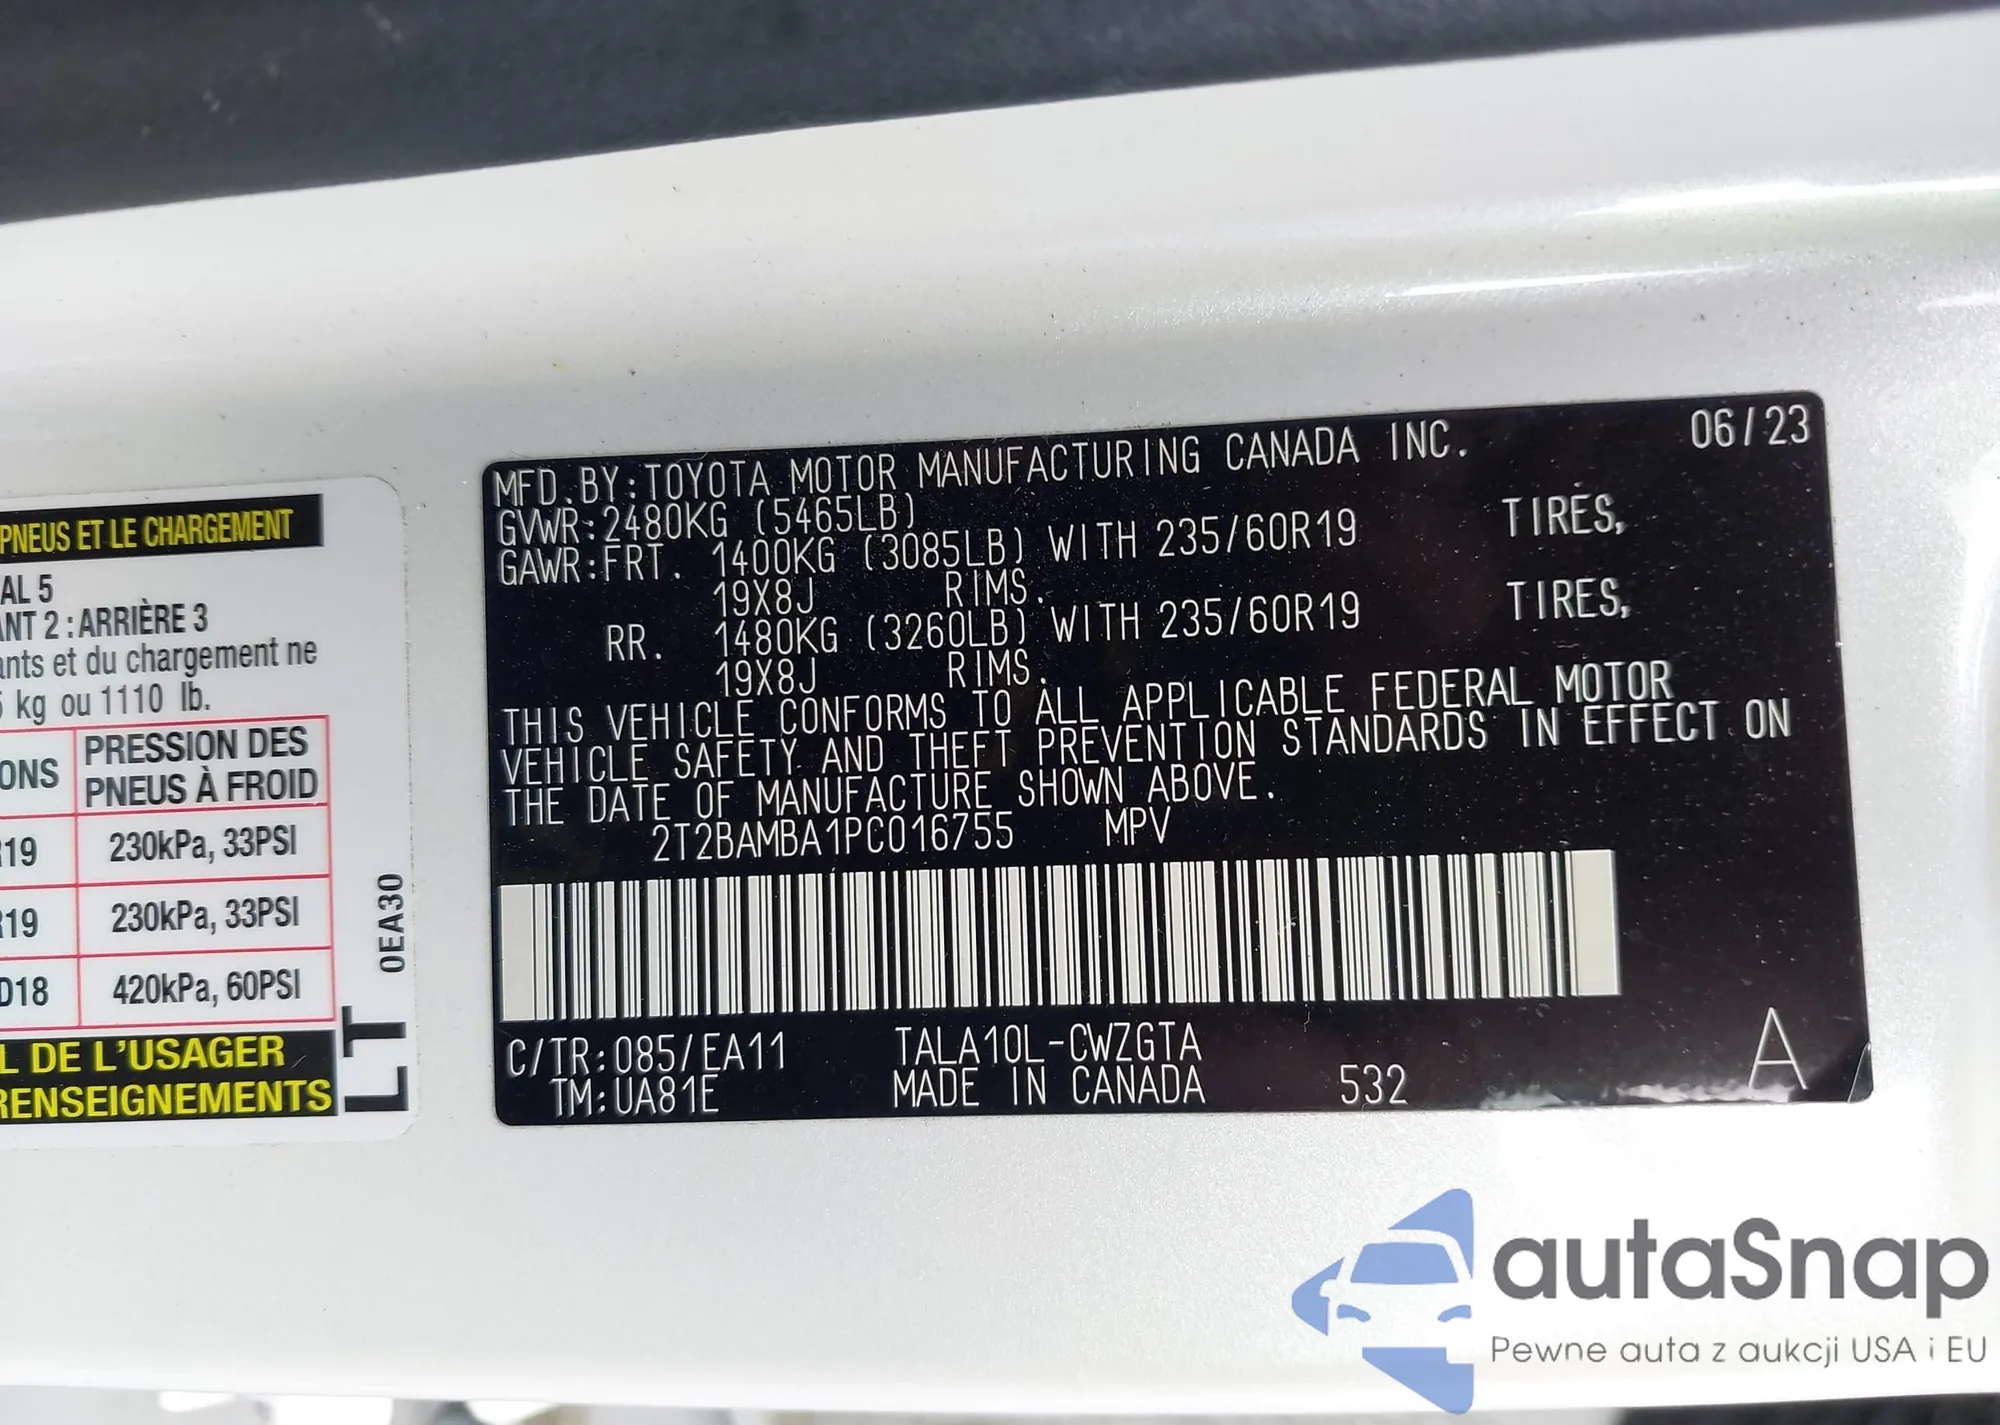 PNEUS ET LE CHARGEMENT
AL 5
ANT 2 : ARRIÈRE 3
ants et du chargement ne
kg ou 1110 lb.
ONS PRESSION DES
PNEUS À FROID
R19 230kPa, 33PSI
R19 230kPa, 33PSI
D18 420kPa, 60PSI
L DE L'USAGER
RENSEIGNEMENTS
LT
0EA30
MFD.BY:TOYOTA MOTOR MANUFACTURING CANADA INC. 06/23
GVWR:2480KG (5465LB)
GAWR:FRT. 1400KG (3085LB) WITH 235/60R19 TIRES,
19X8J RIMS.
RR. 1480KG (3260LB) WITH 235/60R19 TIRES,
19X8J RIMS.
THIS VEHICLE CONFORMS TO ALL APPLICABLE FEDERAL MOTOR
VEHICLE SAFETY AND THEFT PREVENTION STANDARDS IN EFFECT ON
THE DATE OF MANUFACTURE SHOWN ABOVE.
2T2BAMBA1PC016755 MPV
C/TR:085/EA11 TALA10L-CWZGTA A
TM:UA81E MADE IN CANADA 532
autaSnap
Pewne auta z aukcji USA i EU